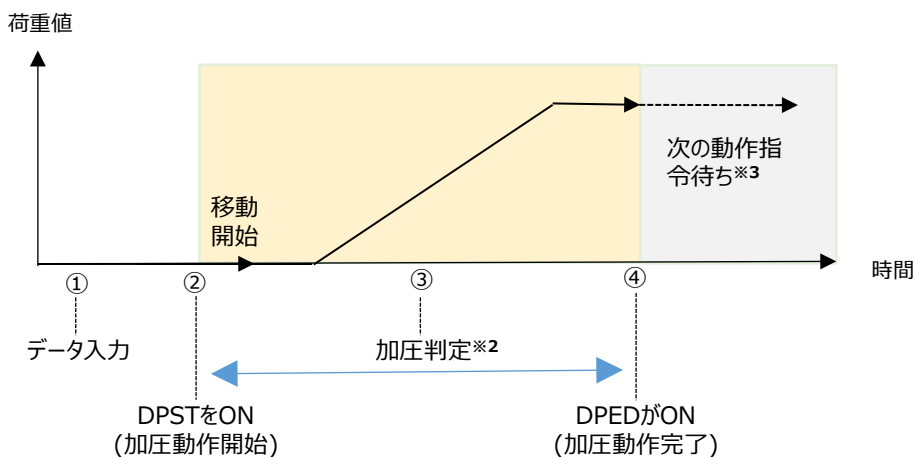 荷重値
移動
開始
次の動作指
令待ち※3
時間
① ② ③ ④
データ入力
加圧判定※2
DPSTをON
(加圧動作開始)
DPEDがON
(加圧動作完了)